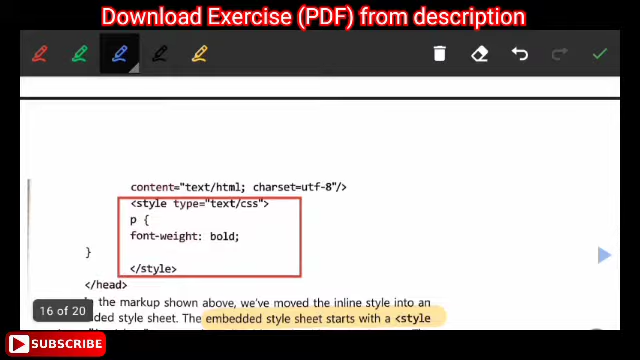 Download Exercise (PDF) from description
content="text/html; charset=utf-8"/>
<style type="text/css">
p {
font-weight: bold;
}
</style>
</head>
the markup shown above, we've moved the inline style into an
16 of 20
style sheet. The embedded style sheet starts with a <style
SUBSCRIBE